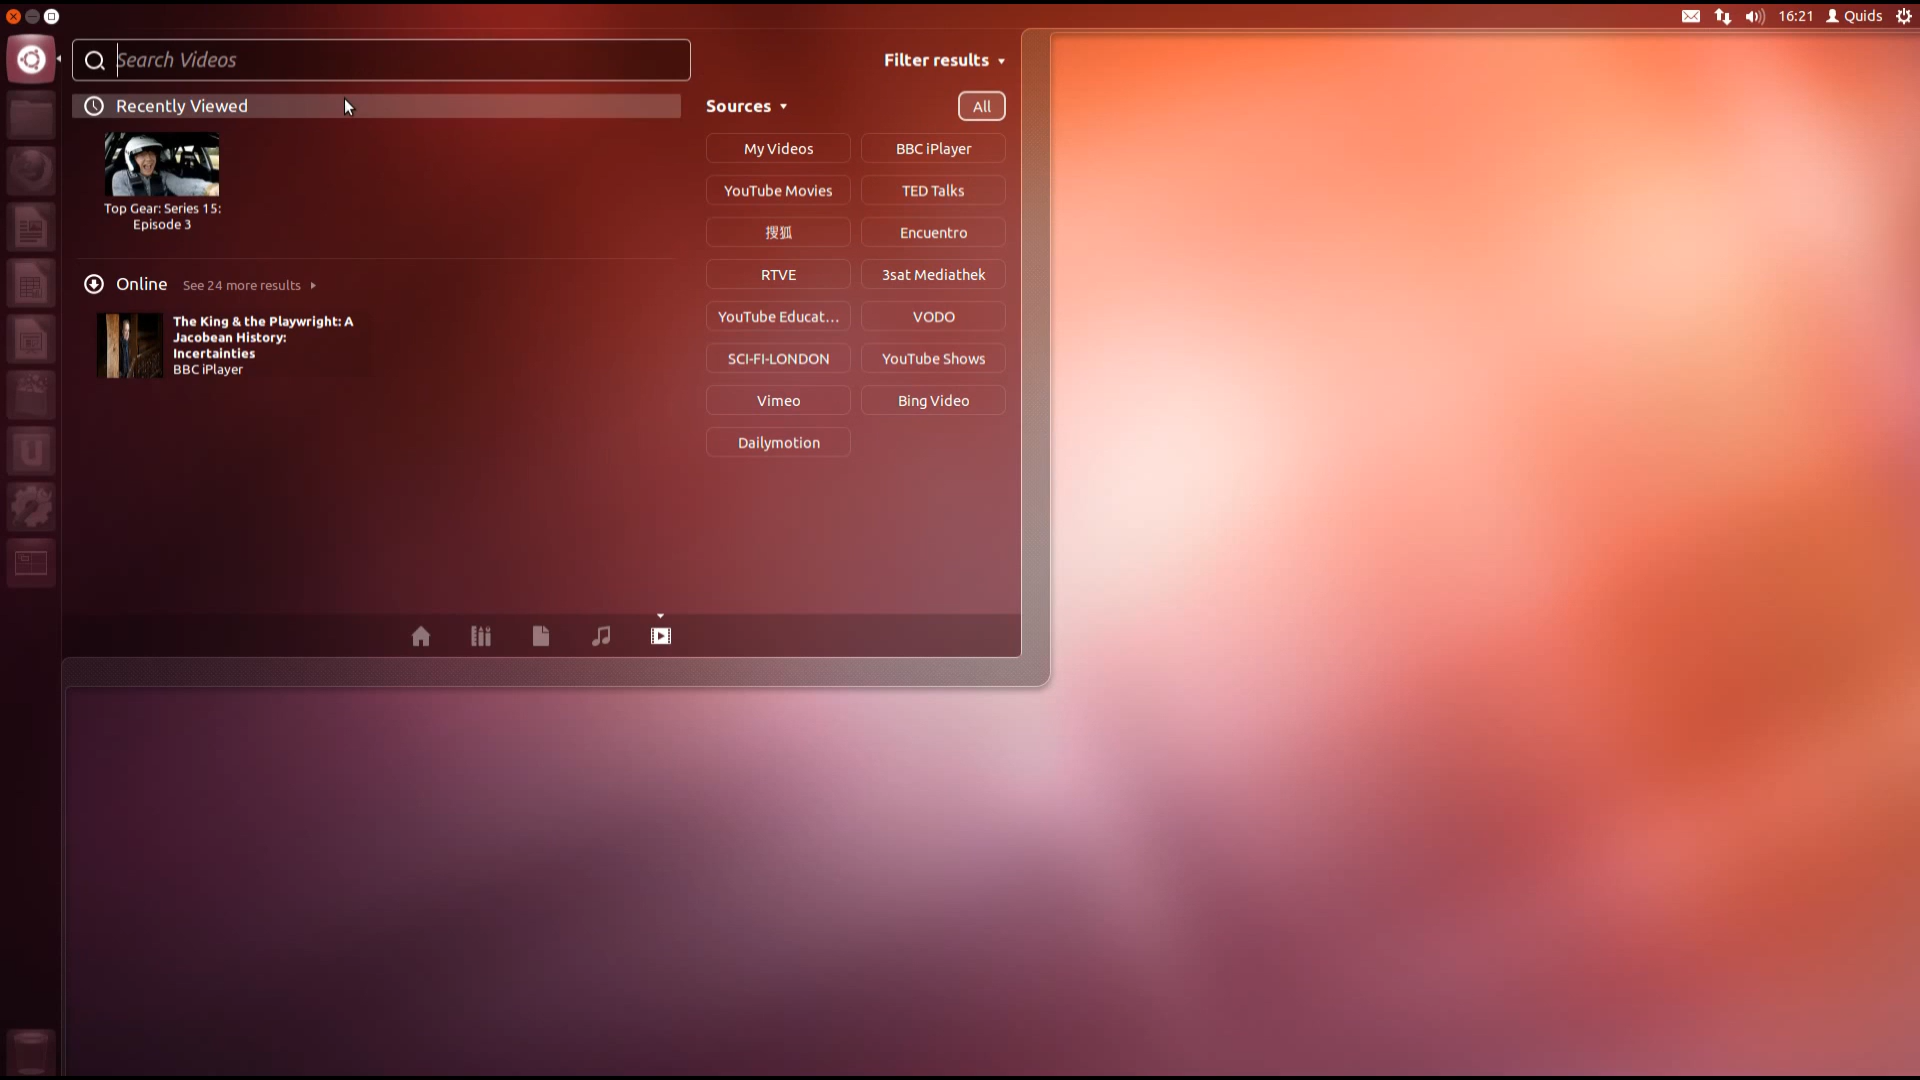 16:21 Quids
Search Videos
Filter results
Recently Viewed
Top Gear: Series 15:
Episode 3
Online See 24 more results
The King & the Playwright: A
Jacobean History:
Incertainties
BBC iPlayer
Sources All
My Videos BBC iPlayer
YouTube Movies TED Talks
搜狐 Encuentro
RTVE 3sat Mediathek
YouTube Educat... VODO
SCI-FI-LONDON YouTube Shows
Vimeo Bing Video
Dailymotion